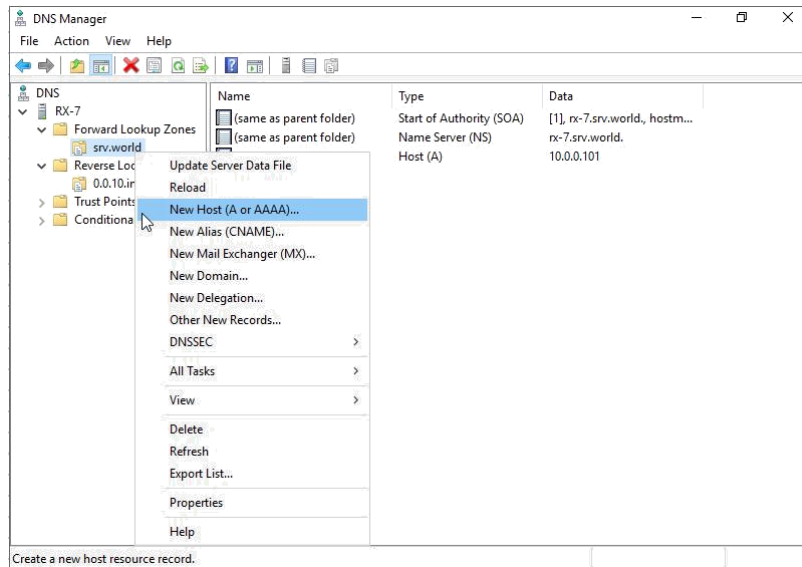 DNS Manager
File Action View Help
DNS
RX-7
Forward Lookup Zones
srv.world
Reverse Loc
0.0.10.ir
Trust Points
Conditiona
Name Type Data
(same as parent folder) Start of Authority (SOA) [1], rx-7.srv.world., hostm...
(same as parent folder) Name Server (NS) rx-7.srv.world.
Host (A) 10.0.0.101
Update Server Data File
Reload
New Host (A or AAAA)...
New Alias (CNAME)...
New Mail Exchanger (MX)...
New Domain...
New Delegation...
Other New Records...
DNSSEC
All Tasks
View
Delete
Refresh
Export List...
Properties
Help
Create a new host resource record.